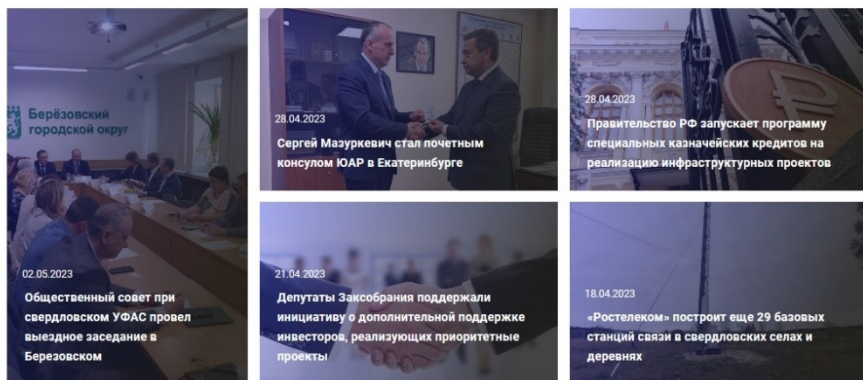 Берёзовский
городской округ
02.05.2023
Общественный совет при
свердловском УФАС провел
выездное заседание в
Березовском
28.04.2023
Сергей Мазуркевич стал почетным
консулом ЮАР в Екатеринбурге
28.04.2023
Правительство РФ запускает программу
специальных казначейских кредитов на
реализацию инфраструктурных проектов
21.04.2023
Депутаты Заксобрания поддержали
инициативу о дополнительной поддержке
инвесторов, реализующих приоритетные
проекты
18.04.2023
«Ростелеком» построит еще 29 базовых
станций связи в свердловских селах и
деревнях